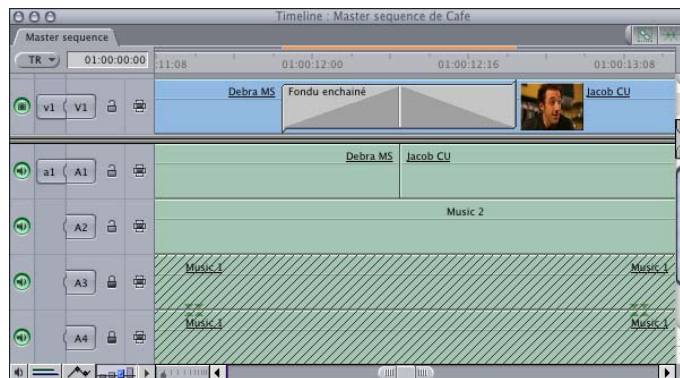 Timeline : Master sequence de Cafe
Master sequence
TR 01:00:00:00 :11:08 01:00:12:00 01:00:12:16 01:00:13:08
v1 V1 Debra MS Fondu enchainé Jacob CU
a1 A1 Debra MS Jacob CU
A2 Music 2
A3 Music 1 Music 1
A4 Music 1 Music 1